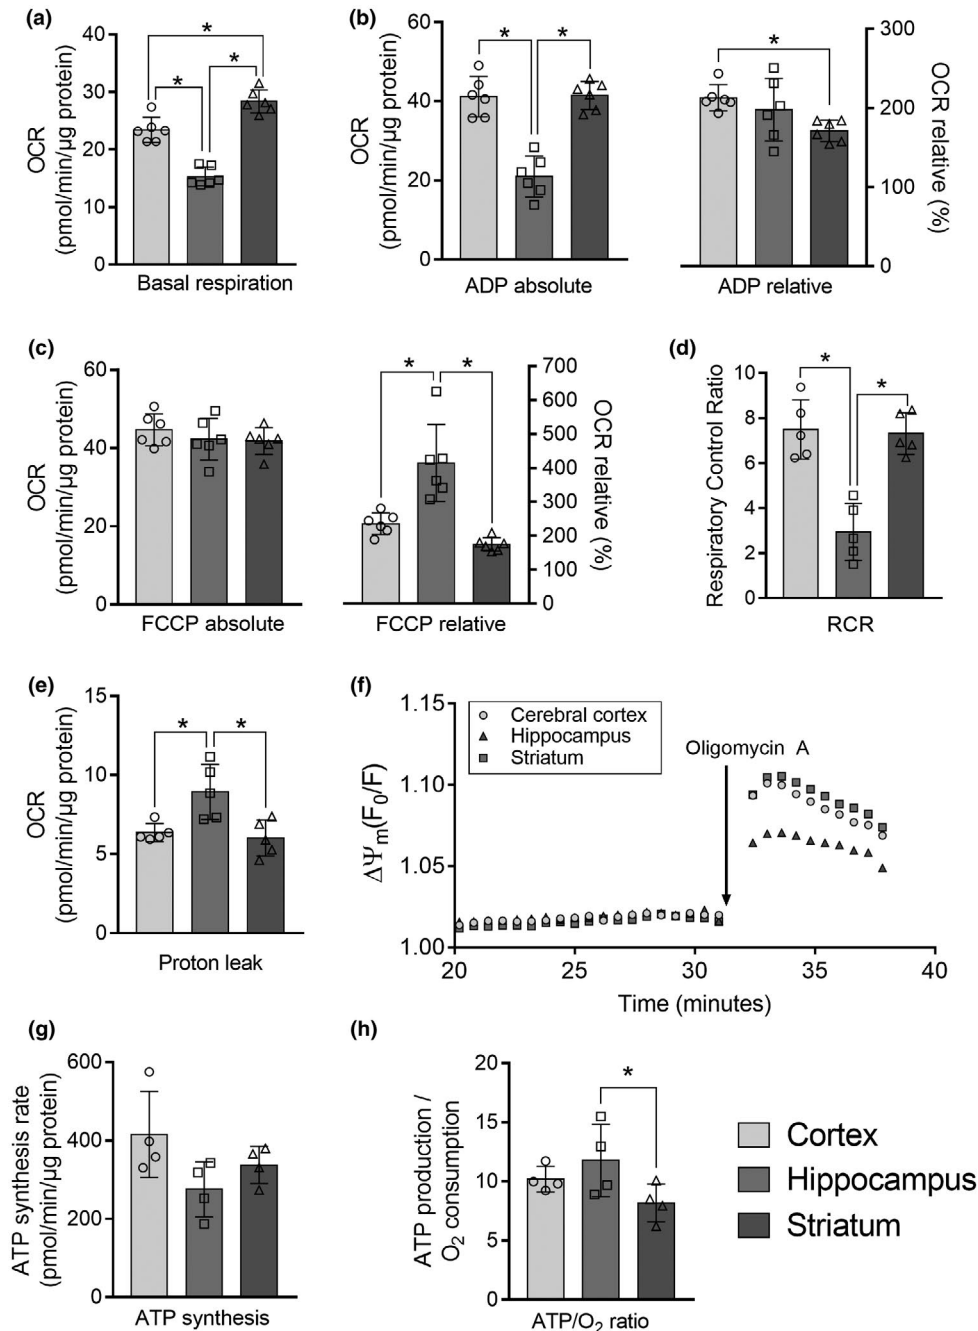 (a)
OCR
(pmol/min/µg protein)
40
30
20
10
0
*
*
*
Basal respiration
(b)
OCR
(pmol/min/µg protein)
60
40
20
0
*
*
ADP absolute
*
300
200
100
0
OCR relative
(%)
ADP relative
(c)
OCR
(pmol/min/µg protein)
60
40
20
0
FCCP absolute
*
*
700
600
500
400
300
200
100
0
OCR relative
(%)
FCCP relative
(d)
Respiratory Control Ratio
10
8
6
4
2
0
*
*
RCR
(e)
OCR
(pmol/min/µg protein)
15
10
5
0
*
*
Proton leak
(f)
ΔΨm(F0/F)
1.15
1.10
1.05
1.00
Cerebral cortex
Hippocampus
Striatum
Oligomycin A
20
25
30
35
40
Time (minutes)
(g)
ATP synthesis rate
(pmol/min/µg protein)
600
400
200
0
ATP synthesis
(h)
ATP production /
O2 consumption
20
15
10
5
0
*
ATP/O2 ratio
Cortex
Hippocampus
Striatum